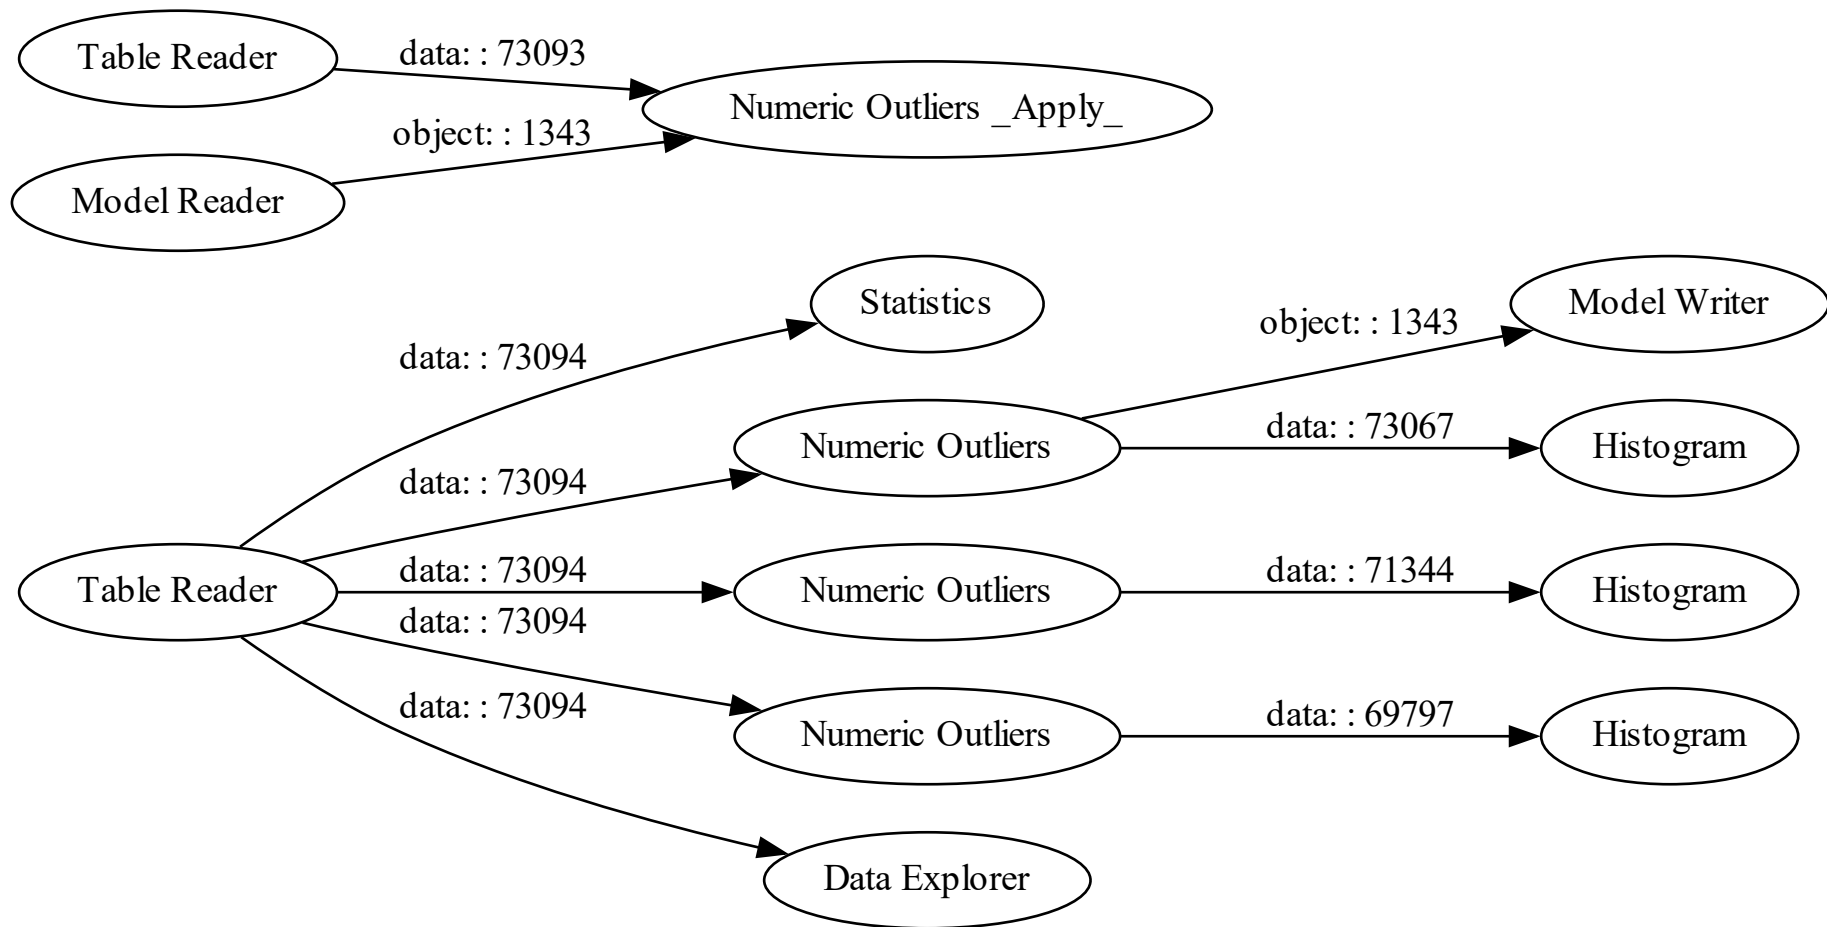 Table Reader
data: : 73093
Numeric Outliers _Apply_
object: : 1343
Model Reader
Statistics
Model Writer
object: : 1343
data: : 73094
Numeric Outliers
data: : 73067
Histogram
data: : 73094
Table Reader
data: : 73094
Numeric Outliers
data: : 71344
Histogram
data: : 73094
Numeric Outliers
data: : 69797
Histogram
data: : 73094
Data Explorer